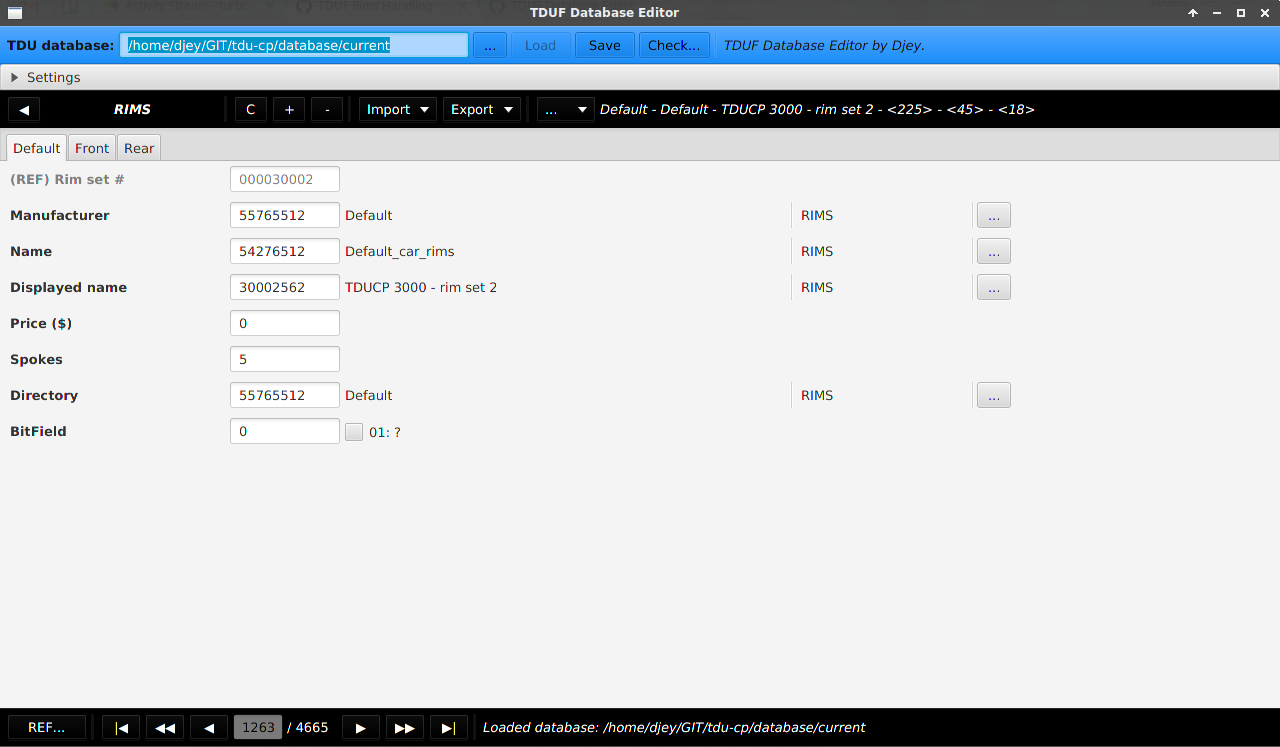 TDUF Database Editor
TDU database: /home/djey/GIT/tdu-cp/database/current ... Load Save Check... TDUF Database Editor by Djey.
Settings
RIMS C + - Import Export ... Default - Default - TDUCP 3000 - rim set 2 - <225> - <45> - <18>
Default Front Rear
(REF) Rim set # 000030002
Manufacturer 55765512 Default RIMS ...
Name 54276512 Default_car_rims RIMS ...
Displayed name 30002562 TDUCP 3000 - rim set 2 RIMS ...
Price ($) 0
Spokes 5
Directory 55765512 Default RIMS ...
BitField 0 01: ?
REF... 1263 / 4665 Loaded database: /home/djey/GIT/tdu-cp/database/current